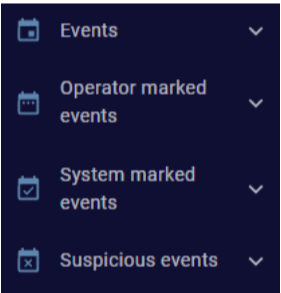 Events
Operator marked
events
System marked
events
Suspicious events